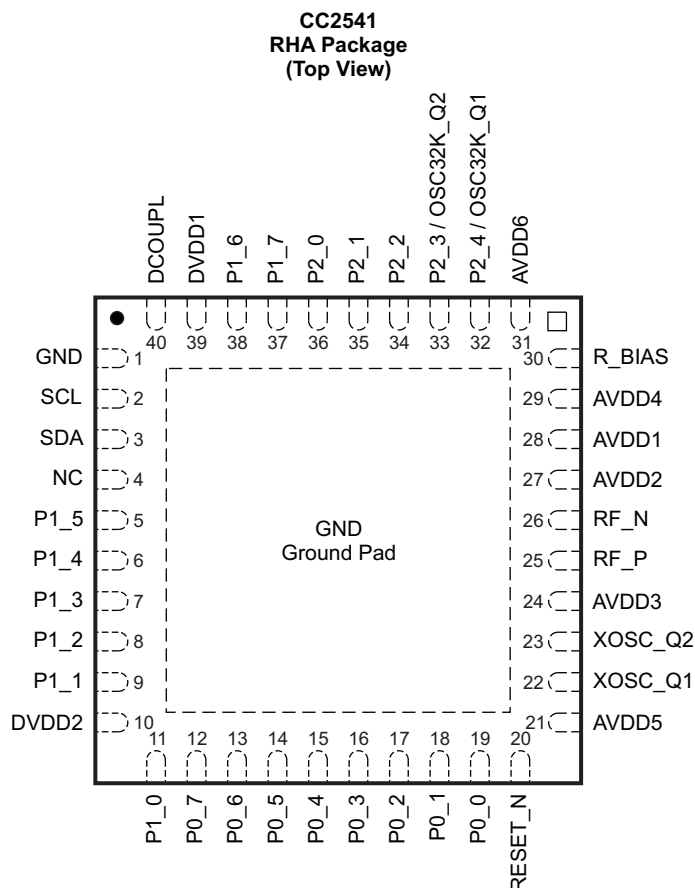 CC2541
RHA Package
(Top View)
DCOUPL
DVDD1
P1_6
P1_7
P2_0
P2_1
P2_2
P2_3 / OSC32K_Q2
P2_4 / OSC32K_Q1
AVDD6
40 39 38 37 36 35 34 33 32 31
GND 1 30 R_BIAS
SCL 2 29 AVDD4
SDA 3 28 AVDD1
NC 4 27 AVDD2
P1_5 5 26 RF_N
GND
Ground Pad
P1_4 6 25 RF_P
P1_3 7 24 AVDD3
P1_2 8 23 XOSC_Q2
P1_1 9 22 XOSC_Q1
DVDD2 10 21 AVDD5
11 12 13 14 15 16 17 18 19 20
P1_0
P0_7
P0_6
P0_5
P0_4
P0_3
P0_2
P0_1
P0_0
RESET_N